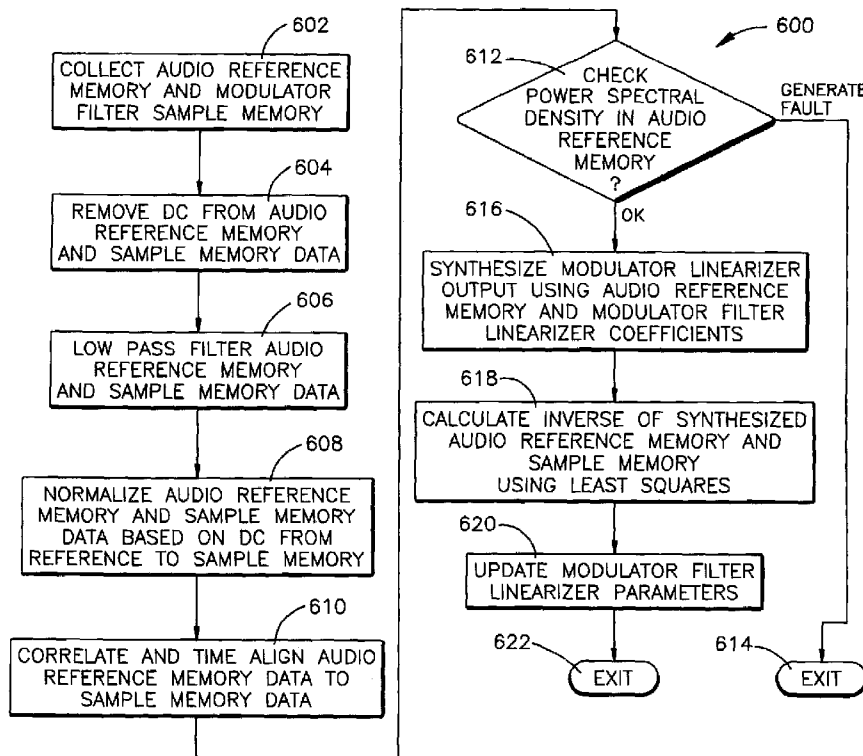 602
COLLECT AUDIO REFERENCE
MEMORY AND MODULATOR
FILTER SAMPLE MEMORY
604
REMOVE DC FROM AUDIO
REFERENCE MEMORY
AND SAMPLE MEMORY DATA
606
LOW PASS FILTER AUDIO
REFERENCE MEMORY
AND SAMPLE MEMORY DATA
608
NORMALIZE AUDIO REFERENCE
MEMORY AND SAMPLE MEMORY
DATA BASED ON DC FROM
REFERENCE TO SAMPLE MEMORY
610
CORRELATE AND TIME ALIGN AUDIO
REFERENCE MEMORY DATA TO
SAMPLE MEMORY DATA
600
612
CHECK
POWER SPECTRAL
DENSITY IN AUDIO
REFERENCE
MEMORY
?
GENERATE
FAULT
OK
616
SYNTHESIZE MODULATOR LINEARIZER
OUTPUT USING AUDIO REFERENCE
MEMORY AND MODULATOR FILTER
LINEARIZER COEFFICIENTS
618
CALCULATE INVERSE OF SYNTHESIZED
AUDIO REFERENCE MEMORY AND
SAMPLE MEMORY
USING LEAST SQUARES
620
UPDATE MODULATOR FILTER
LINEARIZER PARAMETERS
622
EXIT
614
EXIT